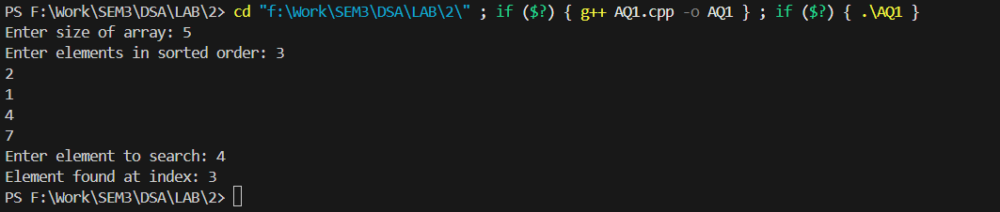 PS F:\Work\SEM3\DSA\LAB\2> cd "f:\Work\SEM3\DSA\LAB\2\" ; if ($?) { g++ AQ1.cpp -o AQ1 } ; if ($?) { .\AQ1 }
Enter size of array: 5
Enter elements in sorted order: 3
2
1
4
7
Enter element to search: 4
Element found at index: 3
PS F:\Work\SEM3\DSA\LAB\2>